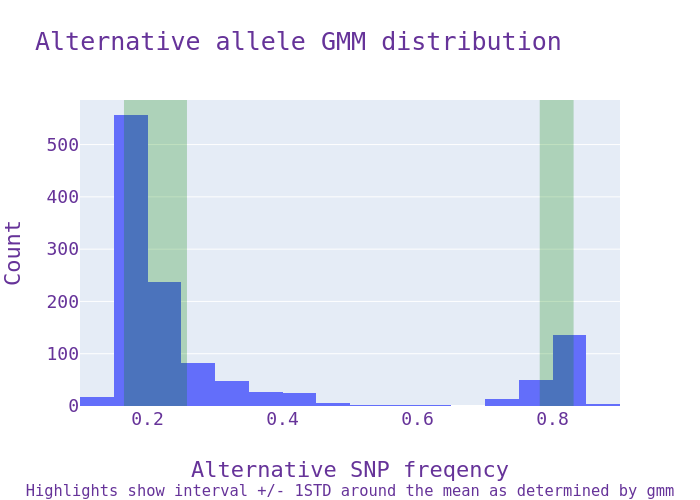 Alternative allele GMM distribution
500
400
300
200
100
0
Count
0.2
0.4
0.6
0.8
Alternative SNP freqency
Highlights show interval +/- 1STD around the mean as determined by gmm